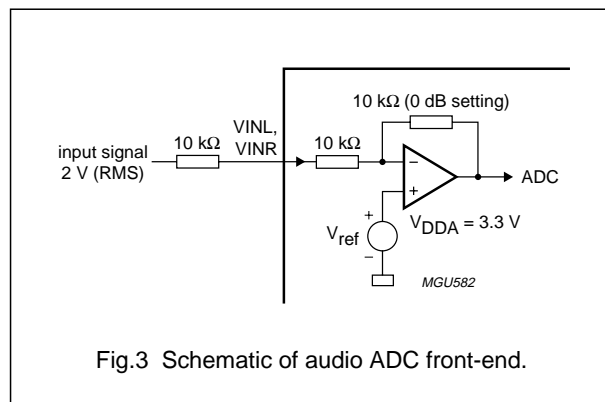 10 kΩ (0 dB setting)
VINL,
VINR
10 kΩ
10 kΩ
input signal
2 V (RMS)
−
+
ADC
V_DDA = 3.3 V
+
V_ref
−
MGU582
Fig.3 Schematic of audio ADC front-end.